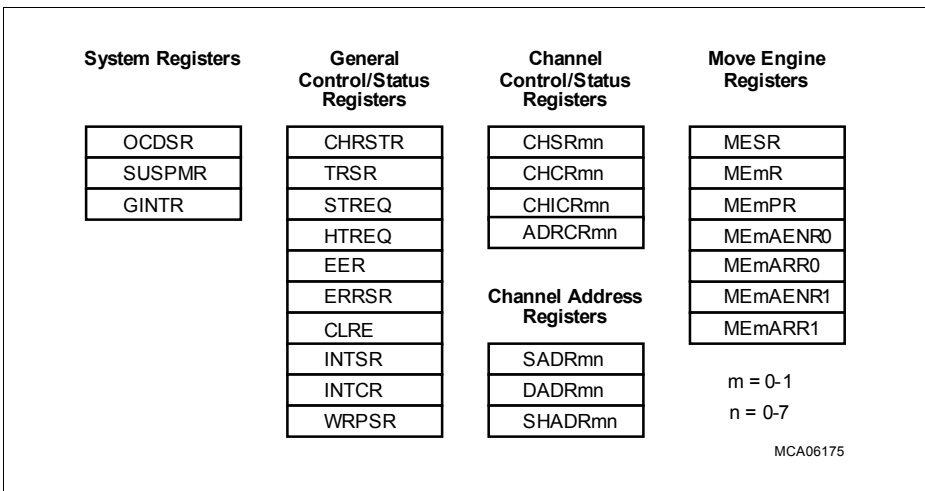 System Registers
OCDSR
SUSPMR
GINTR
General
Control/Status
Registers
CHRSTR
TRSR
STREQ
HTREQ
EER
ERRSR
CLRE
INTSR
INTCR
WRPSR
Channel
Control/Status
Registers
CHSRmn
CHCRmn
CHICRmn
ADRCRmn
Channel Address
Registers
SADRmn
DADRmn
SHADRmn
Move Engine
Registers
MESR
MEmR
MEmPR
MEmAENR0
MEmARR0
MEmAENR1
MEmARR1
m = 0-1
n = 0-7
MCA06175